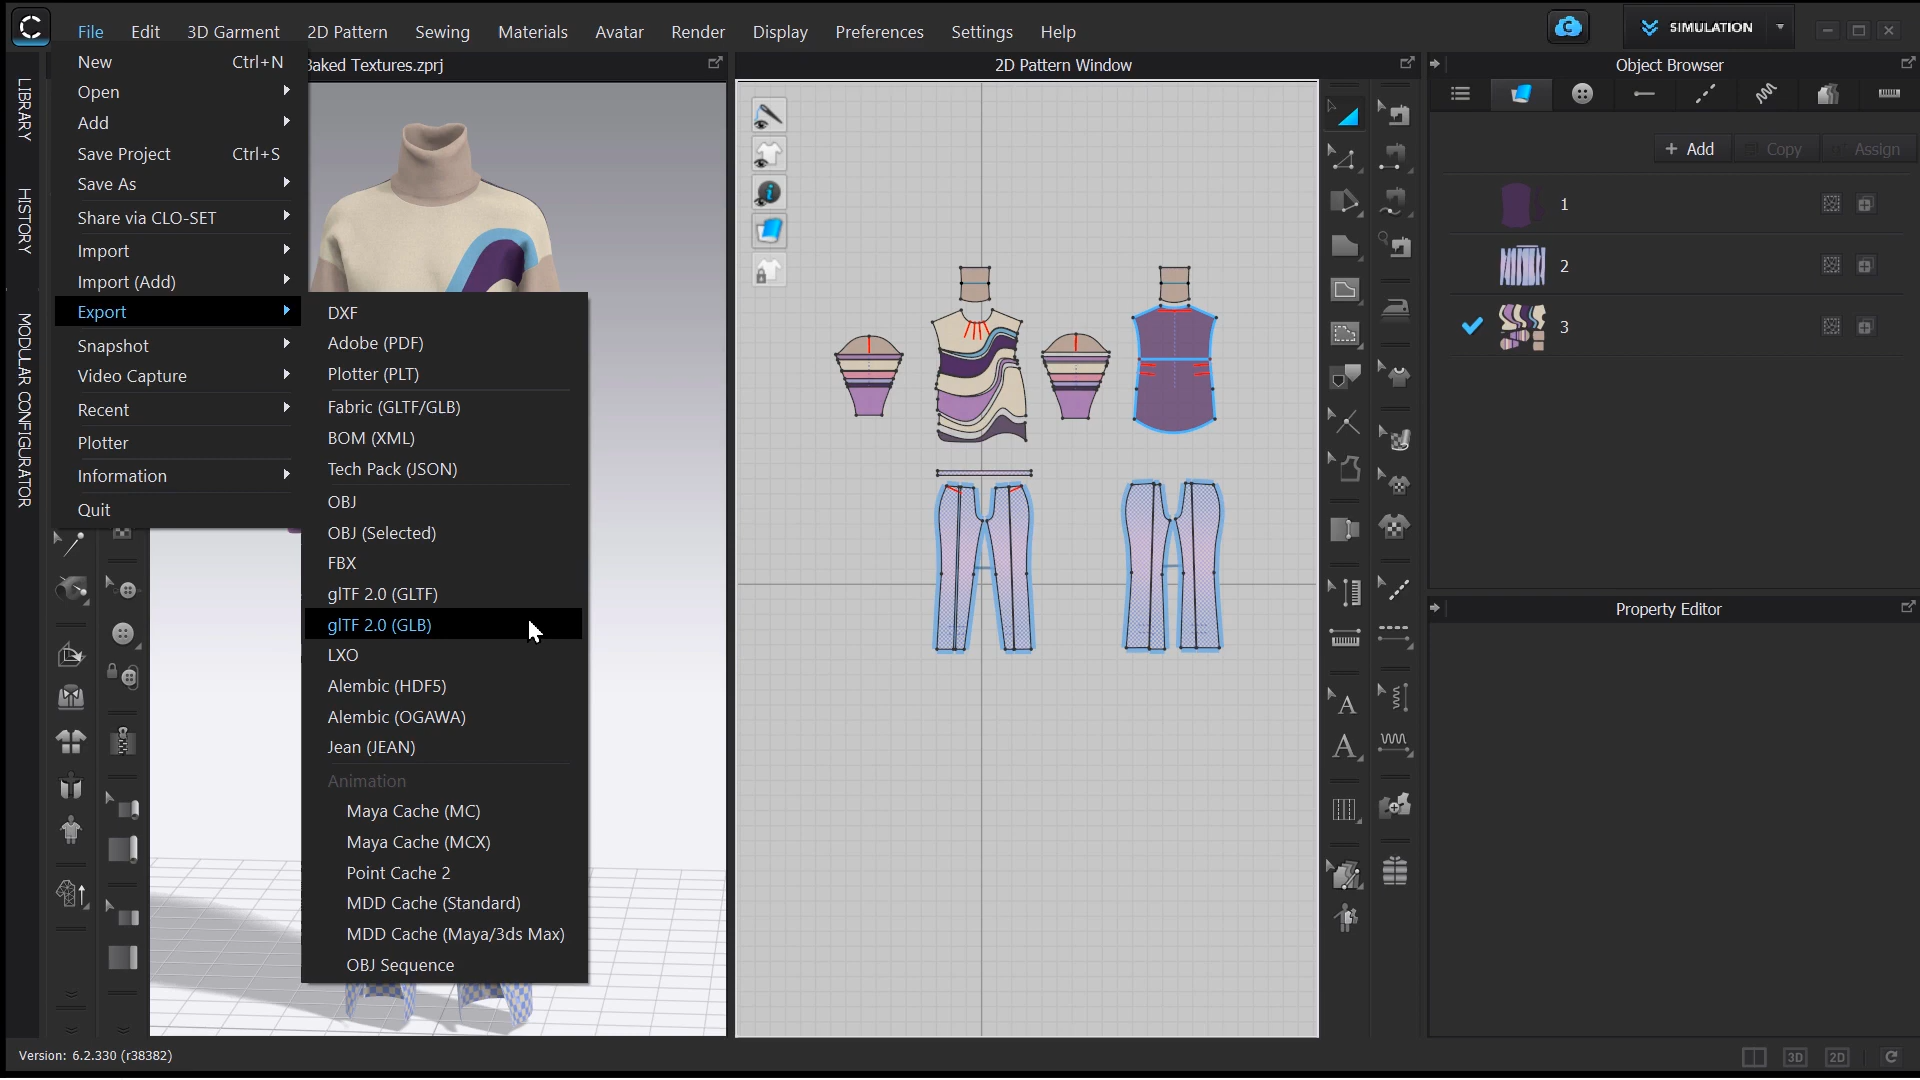 File Edit 3D Garment 2D Pattern Sewing Materials Avatar Render Display Preferences Settings Help
SIMULATION
Baked Textures.zprj
2D Pattern Window
Object Browser
LIBRARY
HISTORY
MODULAR CONFIGURATOR
New Ctrl+N
Open
Add
Save Project Ctrl+S
Save As
Share via CLO-SET
Import
Import (Add)
Export
Snapshot
Video Capture
Recent
Plotter
Information
Quit
DXF
Adobe (PDF)
Plotter (PLT)
Fabric (GLTF/GLB)
BOM (XML)
Tech Pack (JSON)
OBJ
OBJ (Selected)
FBX
glTF 2.0 (GLTF)
glTF 2.0 (GLB)
LXO
Alembic (HDF5)
Alembic (OGAWA)
Jean (JEAN)
Animation
Maya Cache (MC)
Maya Cache (MCX)
Point Cache 2
MDD Cache (Standard)
MDD Cache (Maya/3ds Max)
OBJ Sequence
+ Add Copy Assign
1
2
3
Property Editor
A
A
Version: 6.2.330 (r38382)
3D 2D